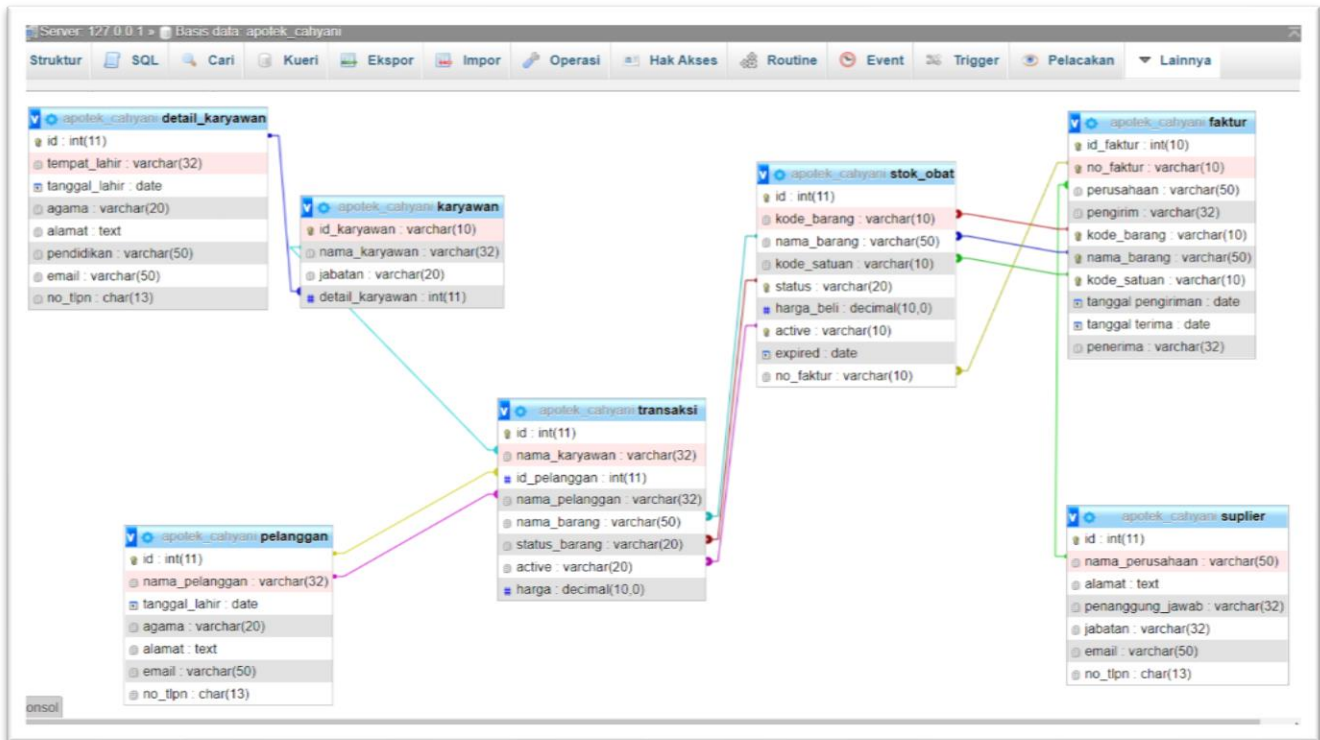 Server: 127.0.0.1 » Basis data: apotek_cahyani
Struktur SQL Cari Kueri Ekspor Impor Operasi Hak Akses Routine Event Trigger Pelacakan Lainnya
apotek_cahyani detail_karyawan
id : int(11)
tempat_lahir : varchar(32)
tanggal_lahir : date
agama : varchar(20)
alamat : text
pendidikan : varchar(50)
email : varchar(50)
no_tlpn : char(13)
apotek_cahyani karyawan
id_karyawan : varchar(10)
nama_karyawan : varchar(32)
jabatan : varchar(20)
detail_karyawan : int(11)
apotek_cahyani stok_obat
id : int(11)
kode_barang : varchar(10)
nama_barang : varchar(50)
kode_satuan : varchar(10)
status : varchar(20)
harga_beli : decimal(10,0)
active : varchar(10)
expired : date
no_faktur : varchar(10)
apotek_cahyani faktur
id_faktur : int(10)
no_faktur : varchar(10)
perusahaan : varchar(50)
pengirim : varchar(32)
kode_barang : varchar(10)
nama_barang : varchar(50)
kode_satuan : varchar(10)
tanggal pengiriman : date
tanggal terima : date
penerima : varchar(32)
apotek_cahyani transaksi
id : int(11)
nama_karyawan : varchar(32)
id_pelanggan : int(11)
nama_pelanggan : varchar(32)
nama_barang : varchar(50)
status_barang : varchar(20)
active : varchar(20)
harga : decimal(10,0)
apotek_cahyani pelanggan
id : int(11)
nama_pelanggan : varchar(32)
tanggal_lahir : date
agama : varchar(20)
alamat : text
email : varchar(50)
no_tlpn : char(13)
apotek_cahyani suplier
id : int(11)
nama_perusahaan : varchar(50)
alamat : text
penanggung_jawab : varchar(32)
jabatan : varchar(32)
email : varchar(50)
no_tlpn : char(13)
onsol